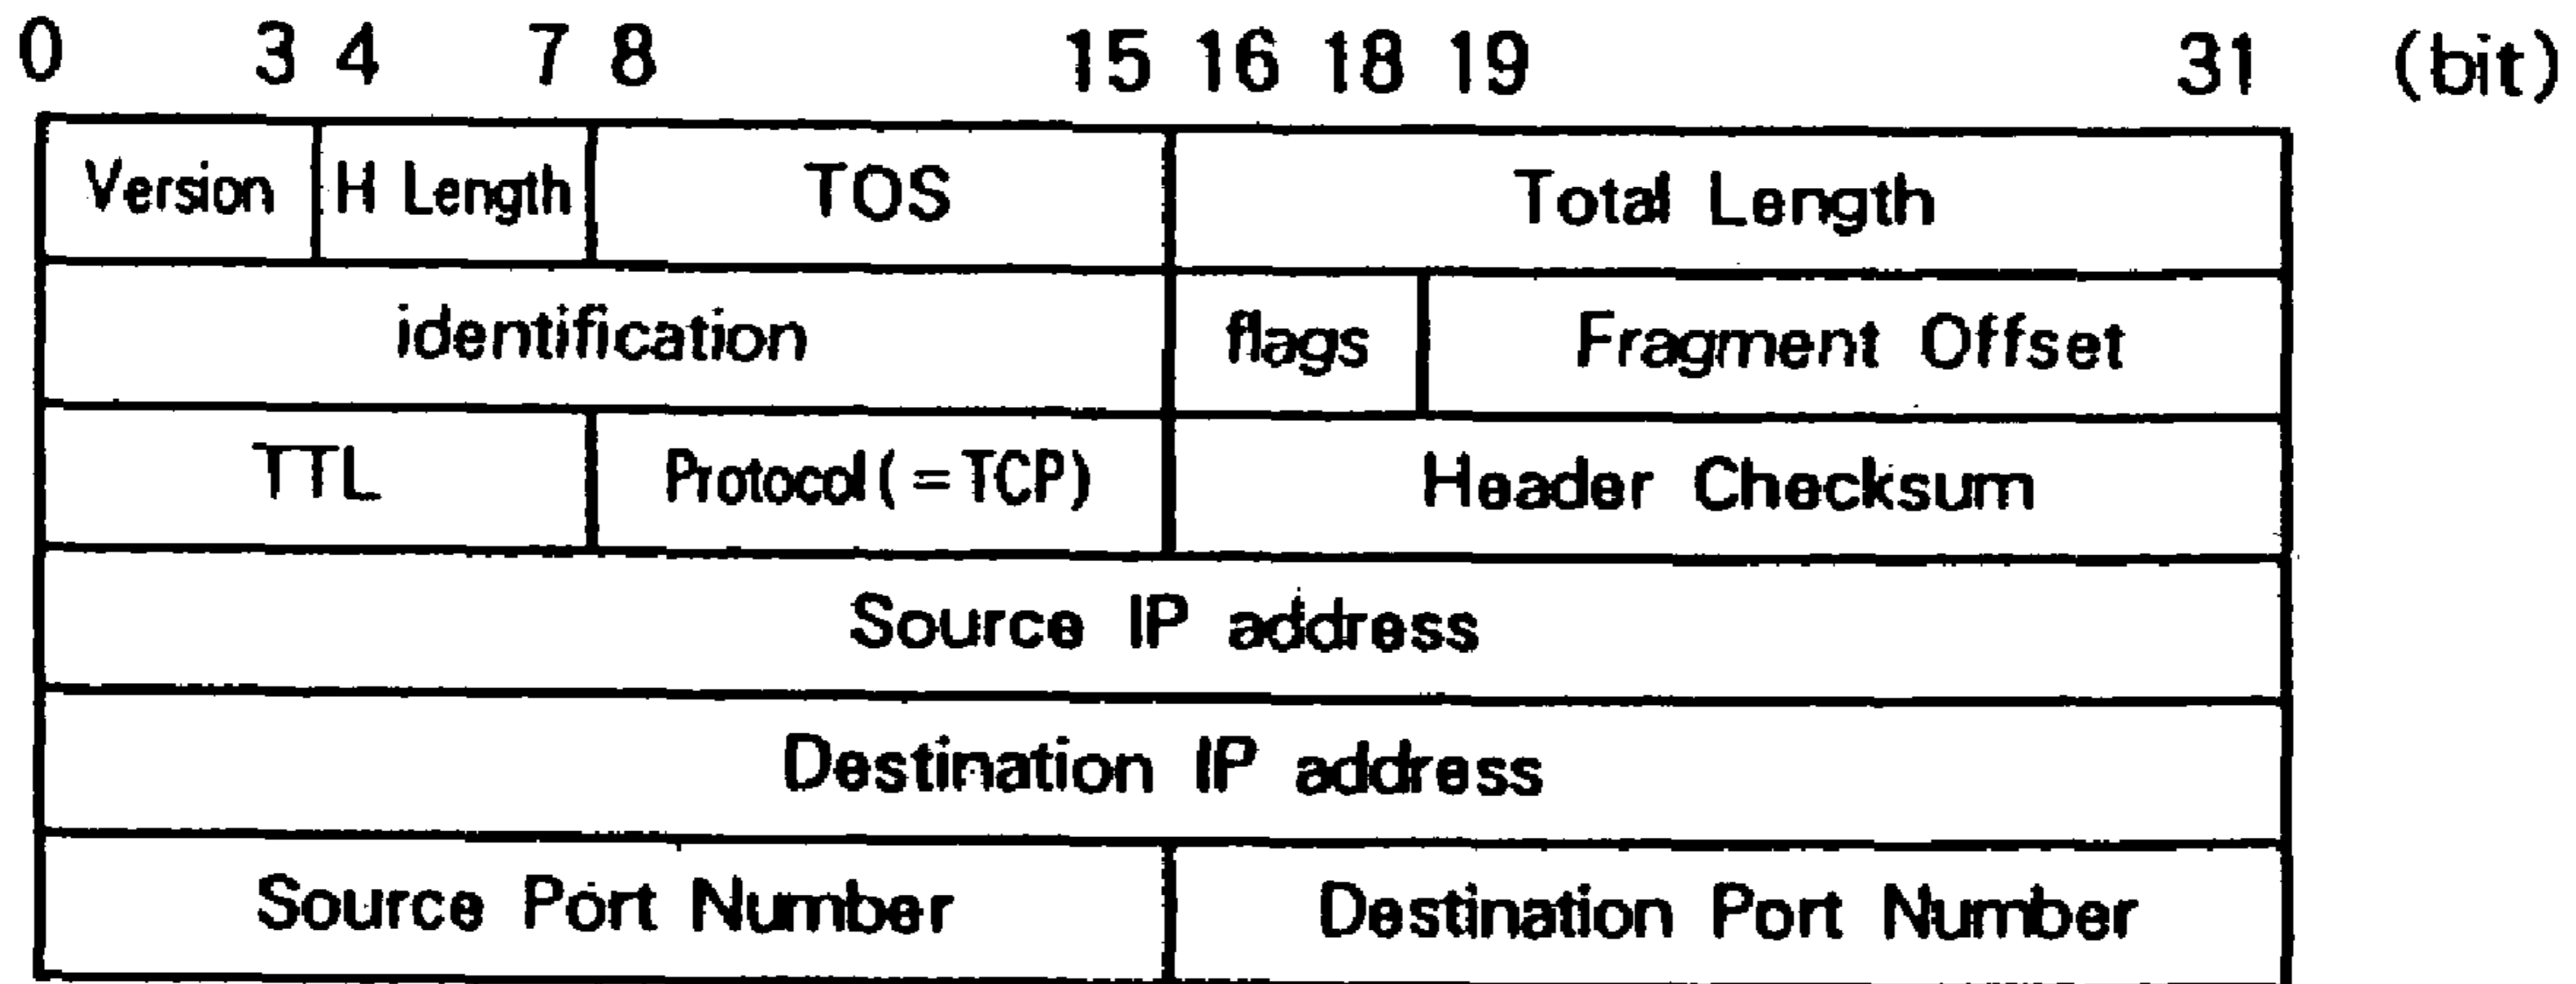 0 3 4 7 8 15 16 18 19 31 (bit)
Version H Length TOS Total Length
identification flags Fragment Offset
TTL Protocol(=TCP) Header Checksum
Source IP address
Destination IP address
Source Port Number Destination Port Number